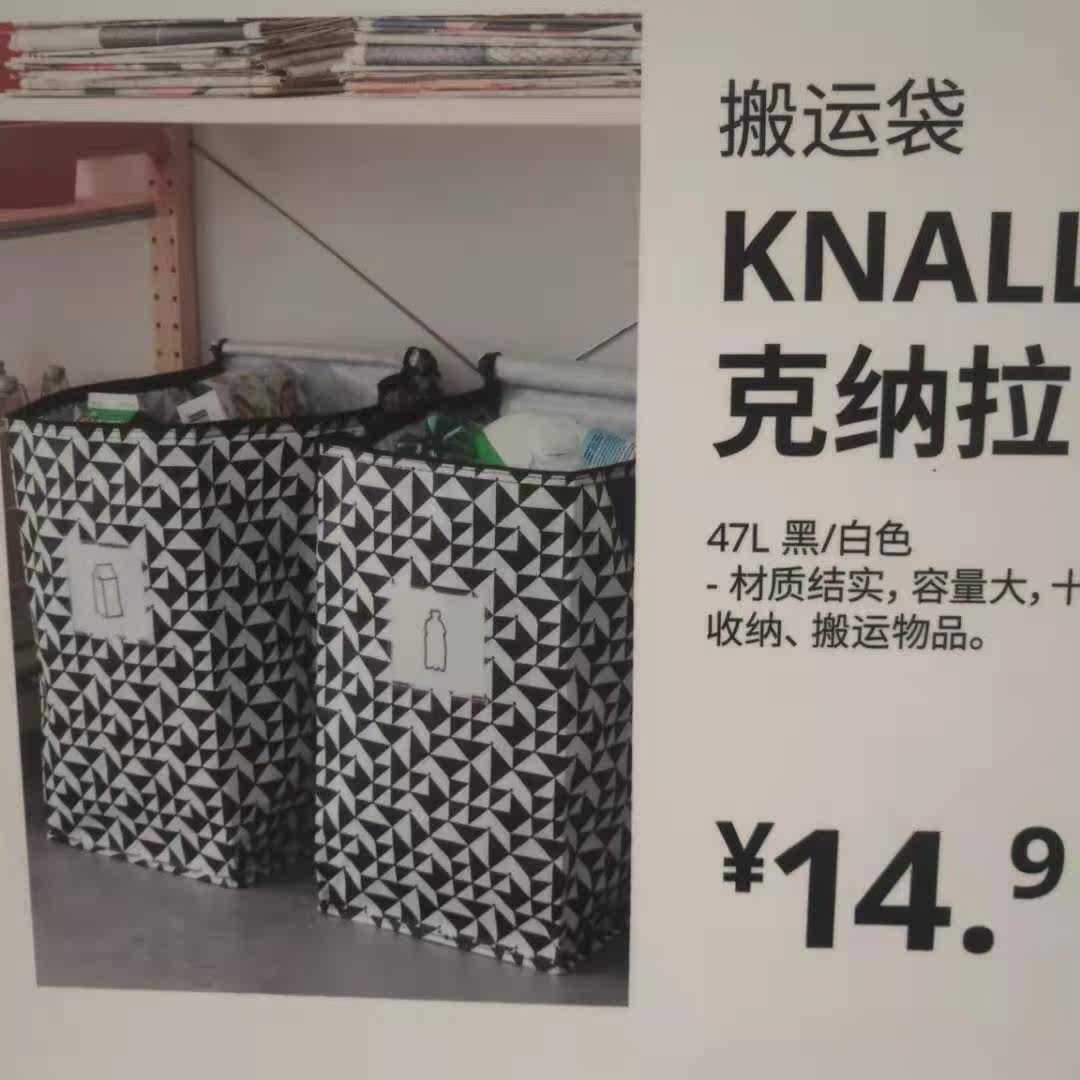 搬运袋
KNALL
克纳拉
47L 黑/白色
- 材质结实，容量大，十
收纳、搬运物品。
¥14.9